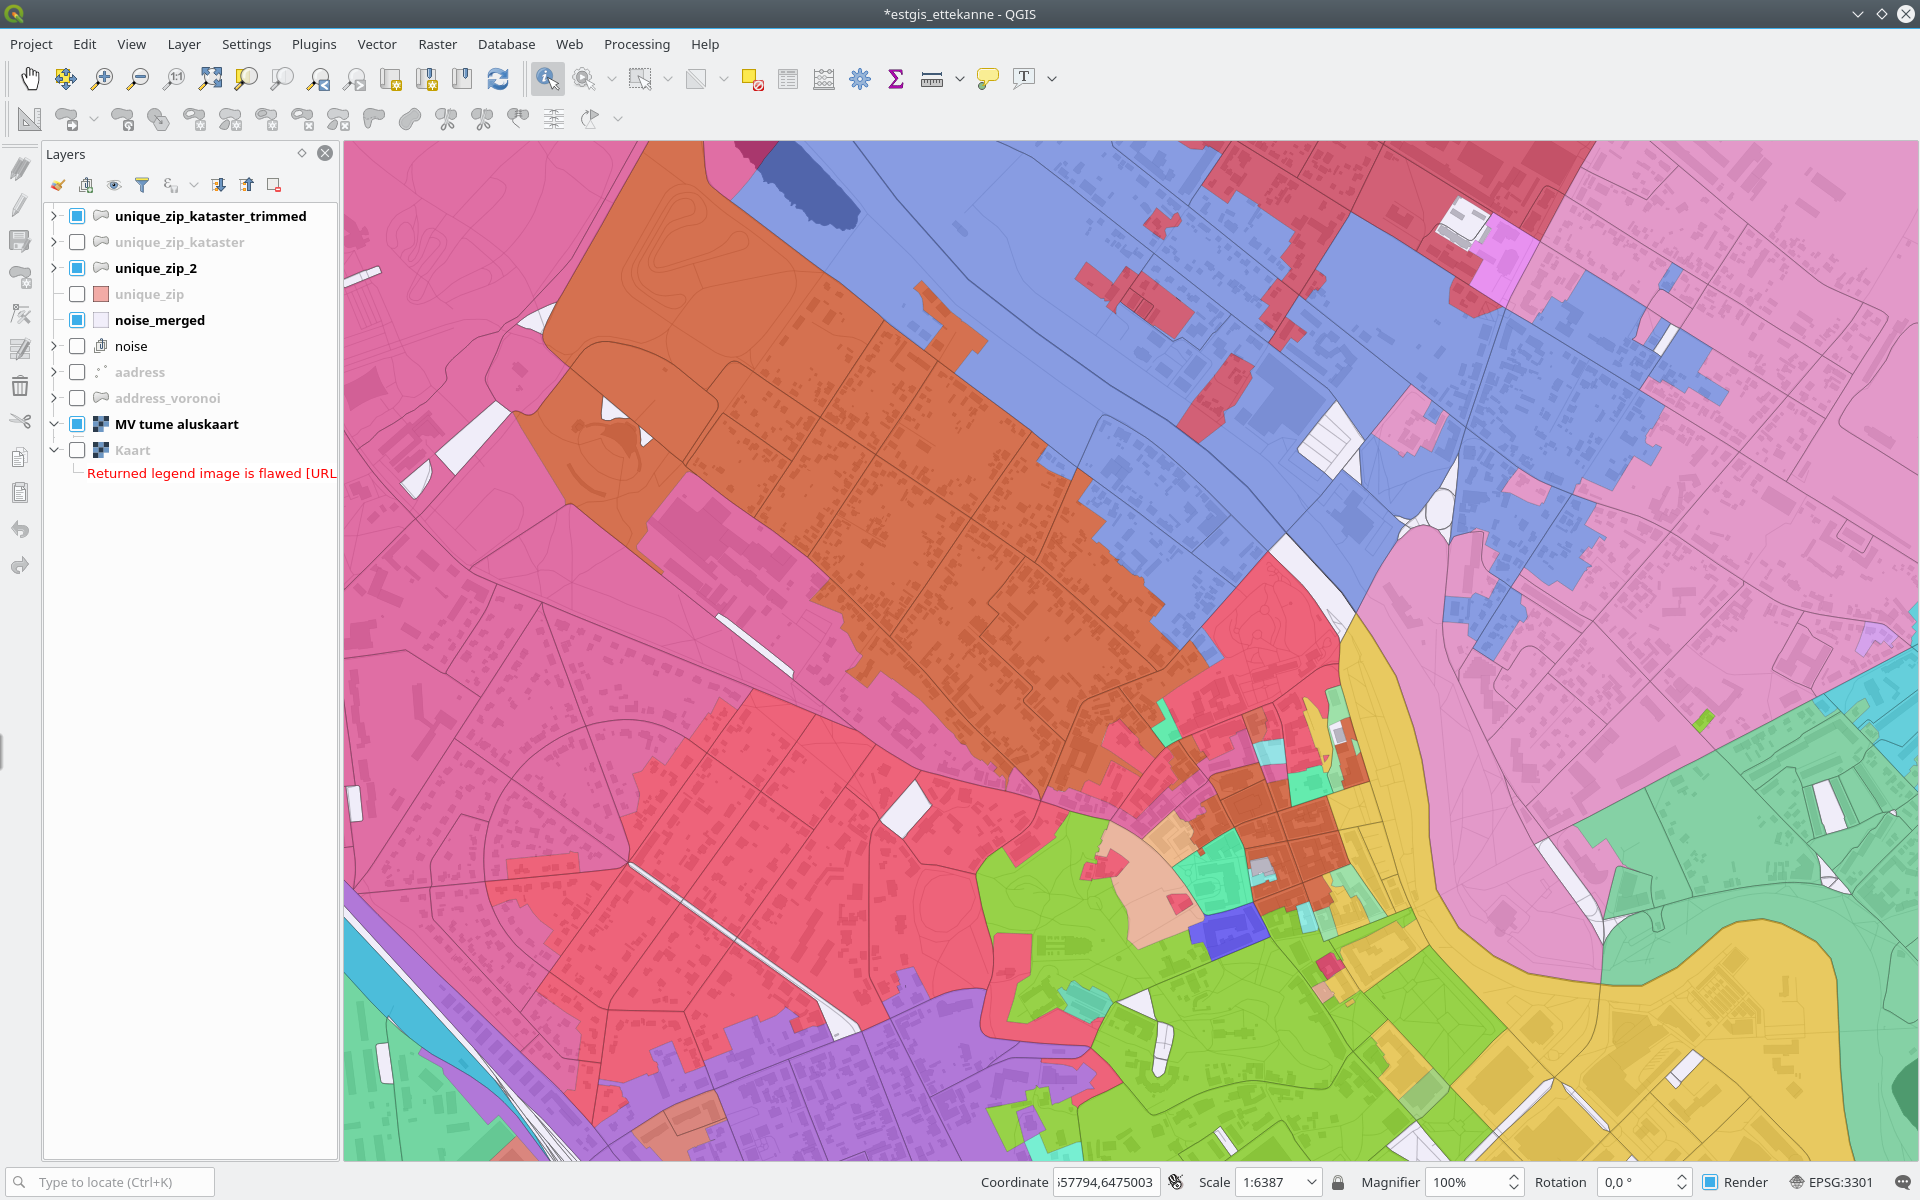 *estgis_ettekanne - QGIS
Project Edit View Layer Settings Plugins Vector Raster Database Web Processing Help
Layers
unique_zip_kataster_trimmed
unique_zip_kataster
unique_zip_2
unique_zip
noise_merged
noise
aadress
address_voronoi
MV tume aluskaart
Kaart
Returned legend image is flawed [URL
Type to locate (Ctrl+K) Coordinate 57794,6475003 Scale 1:6387 Magnifier 100% Rotation 0,0 ° Render EPSG:3301